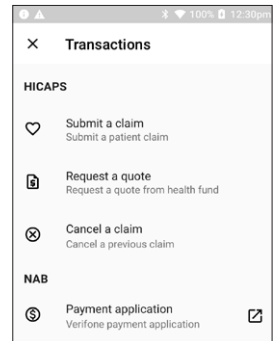 100% 12:30pm
Transactions
HICAPS
Submit a claim
Submit a patient claim
Request a quote
Request a quote from health fund
Cancel a claim
Cancel a previous claim
NAB
Payment application
Verifone payment application